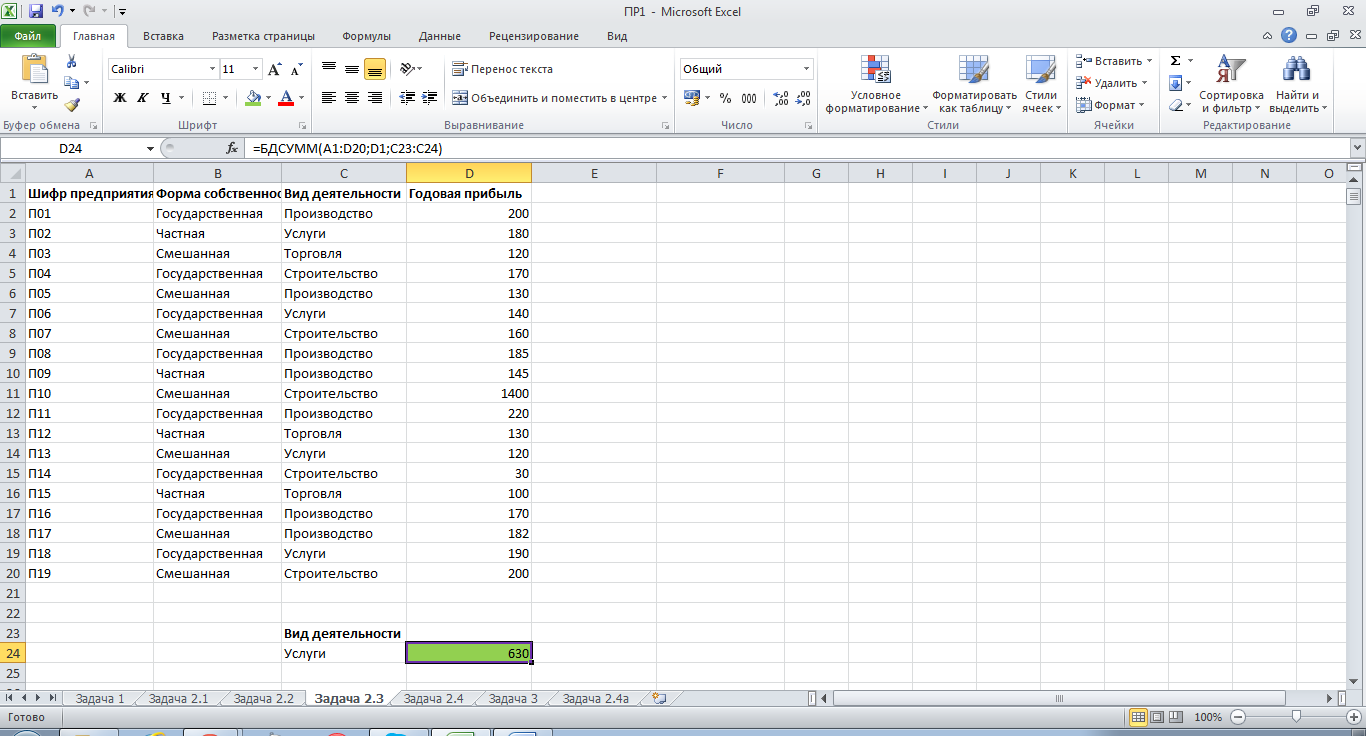 ПР1 - Microsoft Excel
Файл Главная Вставка Разметка страницы Формулы Данные Рецензирование Вид
Вставить
Calibri 11
Ж К Ч
Перенос текста
Объединить и поместить в центре
Общий
% 000
Условное форматирование
Форматировать как таблицу
Стили ячеек
Вставить
Удалить
Формат
Σ
Сортировка и фильтр
Найти и выделить
Буфер обмена Шрифт Выравнивание Число Стили Ячейки Редактирование
D24 fx =БДСУММ(A1:D20;D1;C23:C24)
A B C D E F G H I J K L M N O
1 Шифр предприятия Форма собственнос Вид деятельности Годовая прибыль
2 П01 Государственная Производство 200
3 П02 Частная Услуги 180
4 П03 Смешанная Торговля 120
5 П04 Государственная Строительство 170
6 П05 Смешанная Производство 130
7 П06 Государственная Услуги 140
8 П07 Смешанная Строительство 160
9 П08 Государственная Производство 185
10 П09 Частная Производство 145
11 П10 Смешанная Строительство 1400
12 П11 Государственная Производство 220
13 П12 Частная Торговля 130
14 П13 Смешанная Услуги 120
15 П14 Государственная Строительство 30
16 П15 Частная Торговля 100
17 П16 Государственная Производство 170
18 П17 Смешанная Производство 182
19 П18 Государственная Услуги 190
20 П19 Смешанная Строительство 200
21
22
23 Вид деятельности
24 Услуги 630
25
Задача 1 Задача 2.1 Задача 2.2 Задача 2.3 Задача 2.4 Задача 3 Задача 2.4а
Готово 100%